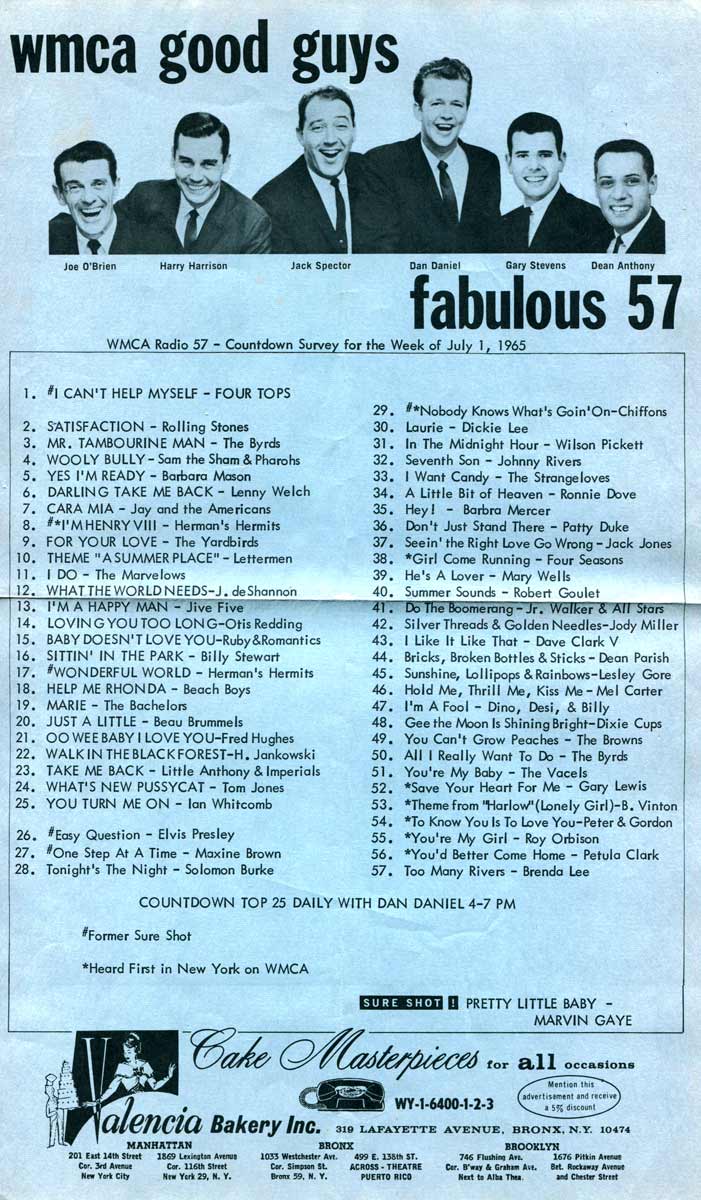 wmca good guys
Joe O'Brien Harry Harrison Jack Spector Dan Daniel Gary Stevens Dean Anthony
fabulous 57
WMCA Radio 57 - Countdown Survey for the Week of July 1, 1965
1. #I CAN'T HELP MYSELF - FOUR TOPS
2. SATISFACTION - Rolling Stones
3. MR. TAMBOURINE MAN - The Byrds
4. WOOLY BULLY - Sam the Sham & Pharohs
5. YES I'M READY - Barbara Mason
6. DARLING TAKE ME BACK - Lenny Welch
7. CARA MIA - Jay and the Americans
8. #*I'M HENRY VIII - Herman's Hermits
9. FOR YOUR LOVE - The Yardbirds
10. THEME "A SUMMER PLACE" - Lettermen
11. I DO - The Marvelows
12. WHAT THE WORLD NEEDS-J. deShannon
13. I'M A HAPPY MAN - Jive Five
14. LOVING YOU TOO LONG-Otis Redding
15. BABY DOESN'T LOVE YOU-Ruby&Romantics
16. SITTIN' IN THE PARK - Billy Stewart
17. #WONDERFUL WORLD - Herman's Hermits
18. HELP ME RHONDA - Beach Boys
19. MARIE - The Bachelors
20. JUST A LITTLE - Beau Brummels
21. OO WEE BABY I LOVE YOU-Fred Hughes
22. WALK IN THE BLACK FOREST-H. Jankowski
23. TAKE ME BACK - Little Anthony & Imperials
24. WHAT'S NEW PUSSYCAT - Tom Jones
25. YOU TURN ME ON - Ian Whitcomb
26. #Easy Question - Elvis Presley
27. #One Step At A Time - Maxine Brown
28. Tonight's The Night - Solomon Burke
29. #*Nobody Knows What's Goin'On-Chiffons
30. Laurie - Dickie Lee
31. In The Midnight Hour - Wilson Pickett
32. Seventh Son - Johnny Rivers
33. I Want Candy - The Strangeloves
34. A Little Bit of Heaven - Ronnie Dove
35. Hey! - Barbra Mercer
36. Don't Just Stand There - Patty Duke
37. Seein' the Right Love Go Wrong-Jack Jones
38. *Girl Come Running - Four Seasons
39. He's A Lover - Mary Wells
40. Summer Sounds - Robert Goulet
41. Do The Boomerang-Jr. Walker & All Stars
42. Silver Threads & Golden Needles-Jody Miller
43. I Like It Like That - Dave Clark V
44. Bricks, Broken Bottles & Sticks - Dean Parish
45. Sunshine, Lollipops & Rainbows-Lesley Gore
46. Hold Me, Thrill Me, Kiss Me -Mel Carter
47. I'm A Fool - Dino, Desi, & Billy
48. Gee the Moon Is Shining Bright-Dixie Cups
49. You Can't Grow Peaches - The Browns
50. All I Really Want To Do - The Byrds
51. You're My Baby - The Vacels
52. *Save Your Heart For Me - Gary Lewis
53. *Theme from "Harlow" (Lonely Girl)-B. Vinton
54. *To Know You Is To Love You-Peter & Gordon
55. *You're My Girl - Roy Orbison
56. *You'd Better Come Home - Petula Clark
57. Too Many Rivers - Brenda Lee
COUNTDOWN TOP 25 DAILY WITH DAN DANIEL 4-7 PM
#Former Sure Shot
*Heard First in New York on WMCA
SURE SHOT ! PRETTY LITTLE BABY -
MARVIN GAYE
Cake Masterpieces for all occasions
Mention this
advertisement and receive
a 5% discount
WY-1-6400-1-2-3
Valencia Bakery Inc. 319 LAFAYETTE AVENUE, BRONX, N.Y. 10474
MANHATTAN BRONX BROOKLYN
201 East 14th Street 1869 Lexington Avenue 1033 Westchester Ave. 499 E. 138th ST. 746 Flushing Ave. 1676 Pitkin Avenue
Cor. 3rd Avenue Cor. 116th Street Cor. Simpson St. ACROSS - THEATRE Cor. B'way & Graham Ave. Bet. Rockaway Avenue
New York City New York 29, N. Y. Bronx 59, N. Y. PUERTO RICO Next to Alba Thea. and Chester Street